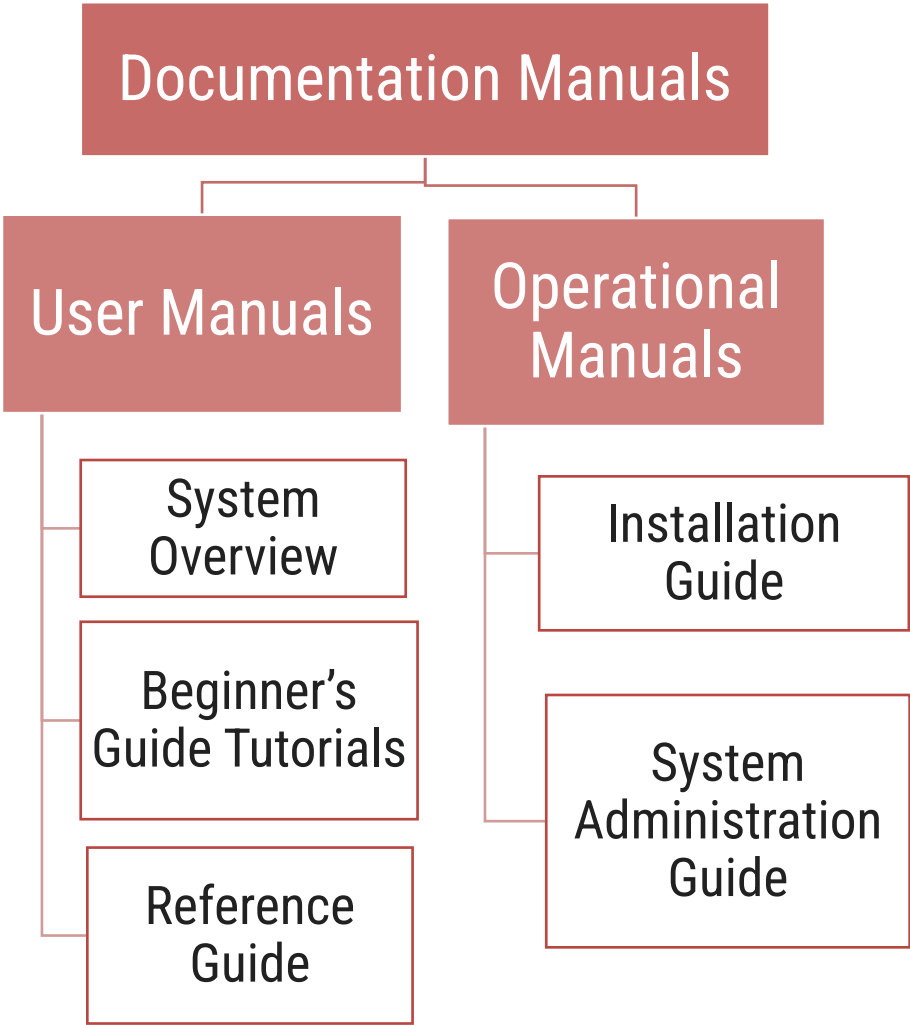 Documentation Manuals
User Manuals
System
Overview
Beginner’s
Guide Tutorials
Reference
Guide
Operational
Manuals
Installation
Guide
System
Administration
Guide